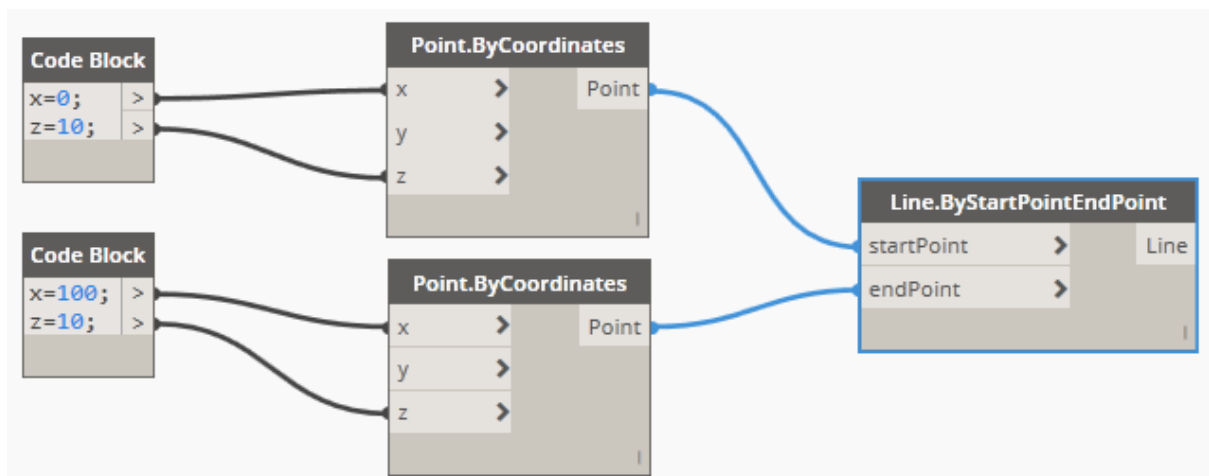 Code Block
x=0; >
z=10; >
Point.ByCoordinates
x Point
y
z
Code Block
x=100; >
z=10; >
Point.ByCoordinates
x Point
y
z
Line.ByStartPointEndPoint
startPoint Line
endPoint